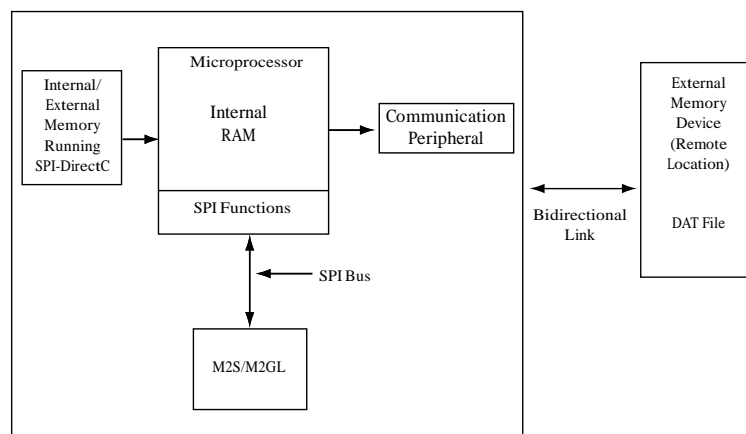 Microprocessor
Internal/
External
Memory
Running
SPI-DirectC
Internal
RAM
Communication
Peripheral
SPI Functions
SPI Bus
M2S/M2GL
Bidirectional
Link
External
Memory
Device
(Remote
Location)
DAT File